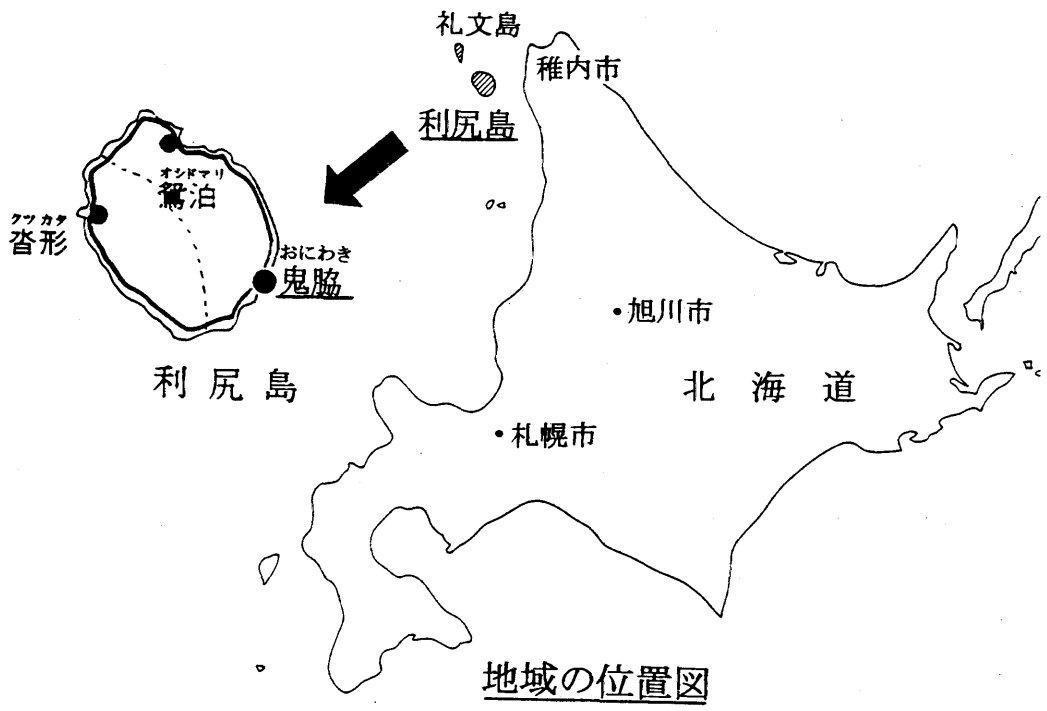 礼文島
稚内市
利尻島
オシドマリ
鴛泊
クツカタ
沓形
おにわき
鬼脇
旭川市
利尻島
北海道
札幌市
地域の位置図